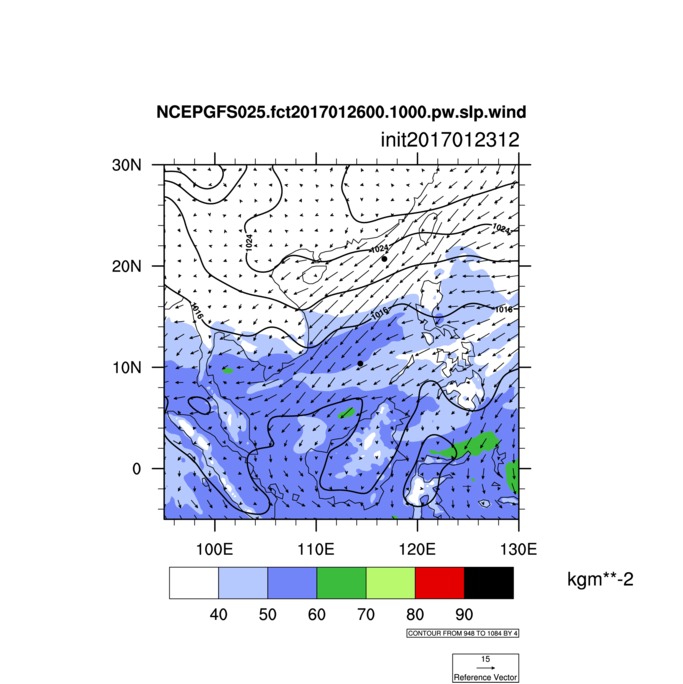 NCEPGFS025.fct2017012600.1000.pw.slp.wind
init2017012312
30N
1024
1024
1024
20N
1016
1016
1016
10N
0
100E 110E 120E 130E
kgm**-2
40 50 60 70 80 90
CONTOUR FROM 948 TO 1084 BY 4
15
Reference Vector